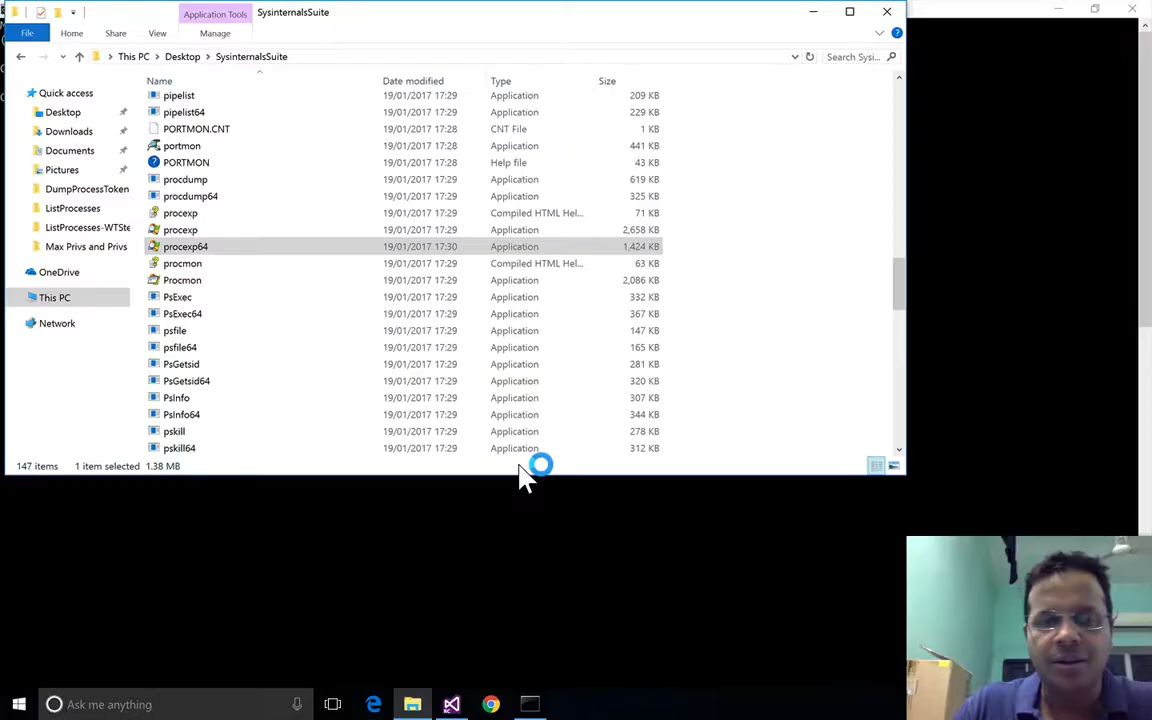 Application Tools SysinternalsSuite
File Home Share View Manage
This PC Desktop SysinternalsSuite Search Sysi...
Name Date modified Type Size
Quick access
Desktop
Downloads
Documents
Pictures
DumpProcessToken
ListProcesses
ListProcesses-WTSte
Max Privs and Privs
OneDrive
This PC
Network
pipelist 19/01/2017 17:29 Application 209 KB
pipelist64 19/01/2017 17:29 Application 229 KB
PORTMON.CNT 19/01/2017 17:28 CNT File 1 KB
portmon 19/01/2017 17:28 Application 441 KB
PORTMON 19/01/2017 17:28 Help file 43 KB
procdump 19/01/2017 17:29 Application 619 KB
procdump64 19/01/2017 17:29 Application 325 KB
procexp 19/01/2017 17:29 Compiled HTML Hel... 71 KB
procexp 19/01/2017 17:29 Application 2,658 KB
procexp64 19/01/2017 17:30 Application 1,424 KB
procmon 19/01/2017 17:29 Compiled HTML Hel... 63 KB
Procmon 19/01/2017 17:29 Application 2,086 KB
PsExec 19/01/2017 17:29 Application 332 KB
PsExec64 19/01/2017 17:29 Application 367 KB
psfile 19/01/2017 17:29 Application 147 KB
psfile64 19/01/2017 17:29 Application 165 KB
PsGetsid 19/01/2017 17:29 Application 281 KB
PsGetsid64 19/01/2017 17:29 Application 320 KB
PsInfo 19/01/2017 17:29 Application 307 KB
PsInfo64 19/01/2017 17:29 Application 344 KB
pskill 19/01/2017 17:29 Application 278 KB
pskill64 19/01/2017 17:29 Application 312 KB
147 items 1 item selected 1.38 MB
Ask me anything